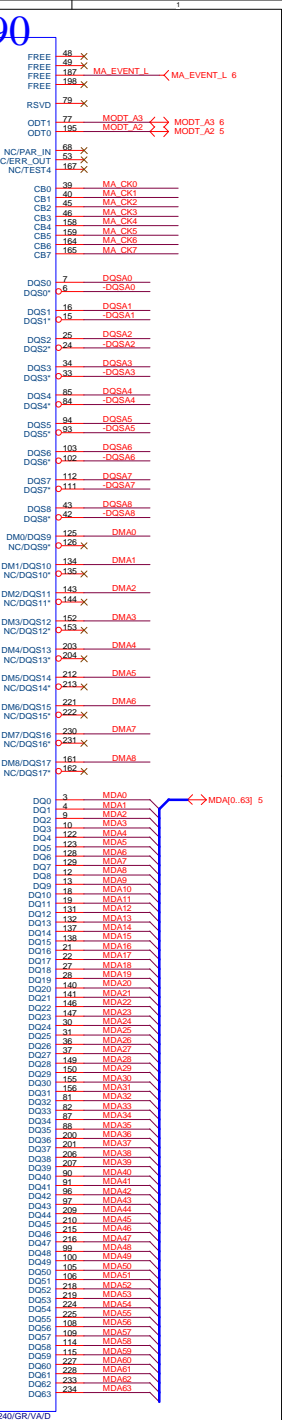 1
90
FREE 48
FREE 49
FREE 187 MA_EVENT_L MA_EVENT_L 6
FREE 198
RSVD 79
ODT1 77 MODT_A3 MODT_A3 6
ODT0 195 MODT_A2 MODT_A2 5
NC/PAR_IN 68
C/ERR_OUT 53
NC/TEST4 167
CB0 39 MA_CK0
CB1 40 MA_CK1
CB2 45 MA_CK2
CB3 46 MA_CK3
CB4 158 MA_CK4
CB5 159 MA_CK5
CB6 164 MA_CK6
CB7 165 MA_CK7
DQS0 7 DQSA0
DQS0* 6 -DQSA0
DQS1 16 DQSA1
DQS1* 15 -DQSA1
DQS2 25 DQSA2
DQS2* 24 -DQSA2
DQS3 34 DQSA3
DQS3* 33 -DQSA3
DQS4 85 DQSA4
DQS4* 84 -DQSA4
DQS5 94 DQSA5
DQS5* 93 -DQSA5
DQS6 103 DQSA6
DQS6* 102 -DQSA6
DQS7 112 DQSA7
DQS7* 111 -DQSA7
DQS8 43 DQSA8
DQS8* 42 -DQSA8
DM0/DQS9 125 DMA0
NC/DQS9* 126
DM1/DQS10 134 DMA1
NC/DQS10* 135
DM2/DQS11 143 DMA2
NC/DQS11* 144
DM3/DQS12 152 DMA3
NC/DQS12* 153
DM4/DQS13 203 DMA4
NC/DQS13* 204
DM5/DQS14 212 DMA5
NC/DQS14* 213
DM6/DQS15 221 DMA6
NC/DQS15* 222
DM7/DQS16 230 DMA7
NC/DQS16* 231
DM8/DQS17 161 DMA8
NC/DQS17* 162
DQ0 3 MDA0 MDA[0..63] 5
DQ1 4 MDA1
DQ2 9 MDA2
DQ3 10 MDA3
DQ4 122 MDA4
DQ5 123 MDA5
DQ6 128 MDA6
DQ7 129 MDA7
DQ8 12 MDA8
DQ9 13 MDA9
DQ10 18 MDA10
DQ11 19 MDA11
DQ12 131 MDA12
DQ13 132 MDA13
DQ14 137 MDA14
DQ15 138 MDA15
DQ16 21 MDA16
DQ17 22 MDA17
DQ18 27 MDA18
DQ19 28 MDA19
DQ20 140 MDA20
DQ21 141 MDA21
DQ22 146 MDA22
DQ23 147 MDA23
DQ24 30 MDA24
DQ25 31 MDA25
DQ26 36 MDA26
DQ27 37 MDA27
DQ28 149 MDA28
DQ29 150 MDA29
DQ30 155 MDA30
DQ31 156 MDA31
DQ32 81 MDA32
DQ33 82 MDA33
DQ34 87 MDA34
DQ35 88 MDA35
DQ36 200 MDA36
DQ37 201 MDA37
DQ38 206 MDA38
DQ39 207 MDA39
DQ40 90 MDA40
DQ41 91 MDA41
DQ42 96 MDA42
DQ43 97 MDA43
DQ44 209 MDA44
DQ45 210 MDA45
DQ46 215 MDA46
DQ47 216 MDA47
DQ48 99 MDA48
DQ49 100 MDA49
DQ50 105 MDA50
DQ51 106 MDA51
DQ52 218 MDA52
DQ53 219 MDA53
DQ54 224 MDA54
DQ55 225 MDA55
DQ56 108 MDA56
DQ57 109 MDA57
DQ58 114 MDA58
DQ59 115 MDA59
DQ60 227 MDA60
DQ61 228 MDA61
DQ62 233 MDA62
DQ63 234 MDA63
240/GR/VA/D